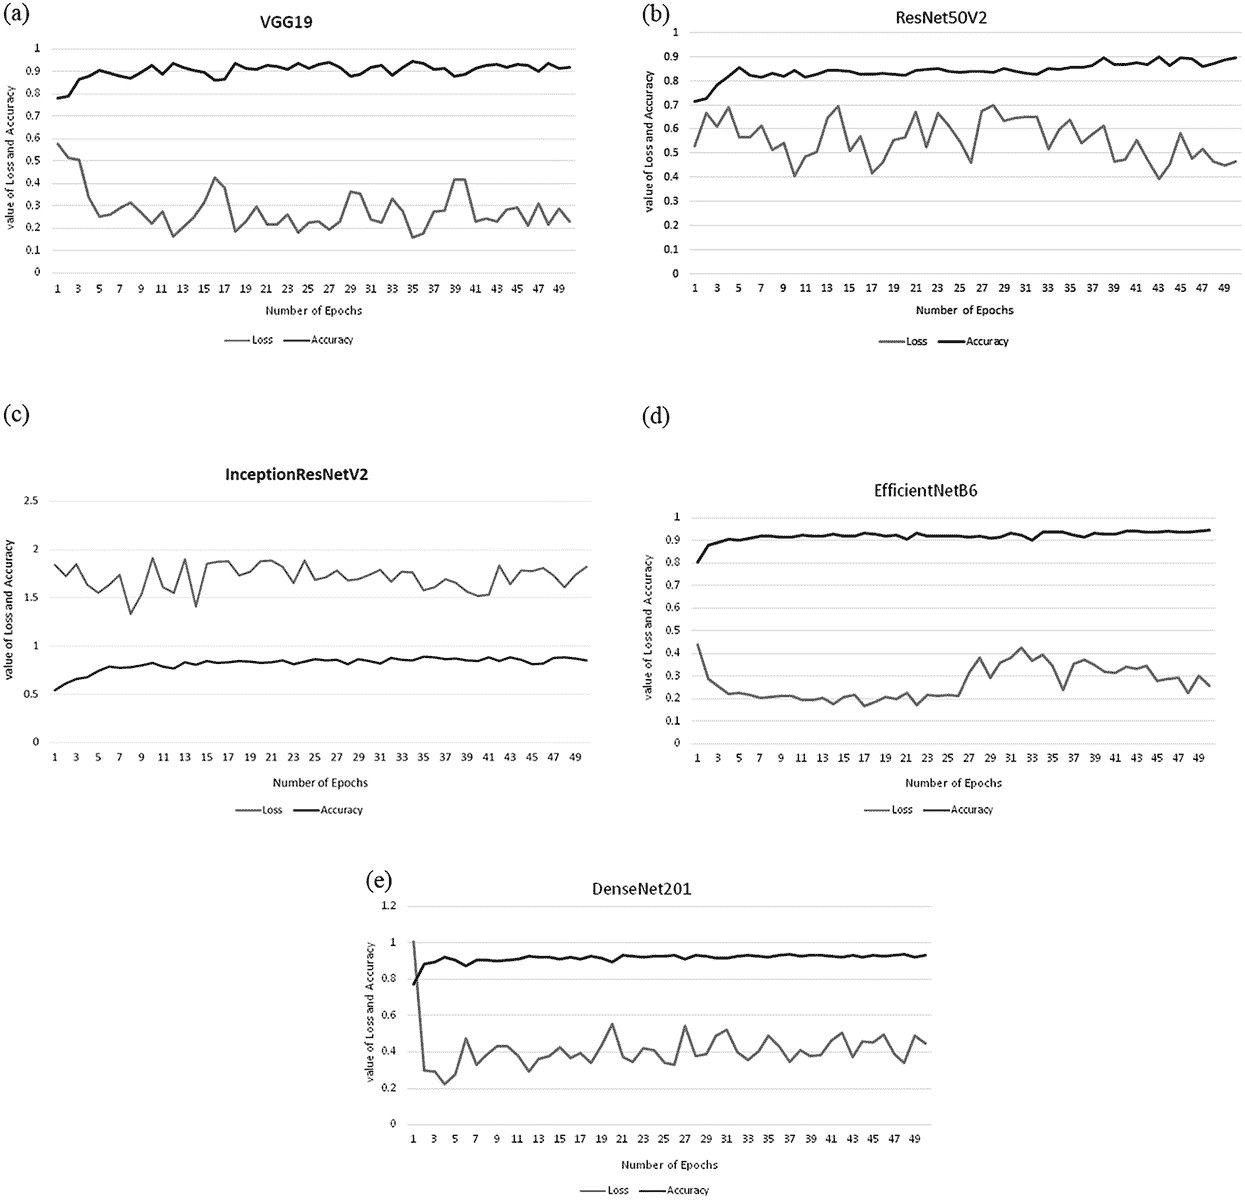 (a)
VGG19
1
0.9
0.8
0.7
0.6
0.5
0.4
0.3
0.2
0.1
0
value of Loss and Accuracy
1 3 5 7 9 11 13 15 17 19 21 23 25 27 29 31 33 35 37 39 41 43 45 47 49
Number of Epochs
Loss Accuracy
(b)
ResNet50V2
1
0.9
0.8
0.7
0.6
0.5
0.4
0.3
0.2
0.1
0
value of Loss and Accuracy
1 3 5 7 9 11 13 15 17 19 21 23 25 27 29 31 33 35 37 39 41 43 45 47 49
Number of Epochs
Loss Accuracy
(c)
InceptionResNetV2
2.5
2
1.5
1
0.5
0
value of Loss and Accuracy
1 3 5 7 9 11 13 15 17 19 21 23 25 27 29 31 33 35 37 39 41 43 45 47 49
Number of Epochs
Loss Accuracy
(d)
EfficientNetB6
1
0.9
0.8
0.7
0.6
0.5
0.4
0.3
0.2
0.1
0
value of Loss and Accuracy
1 3 5 7 9 11 13 15 17 19 21 23 25 27 29 31 33 35 37 39 41 43 45 47 49
Number of Epochs
Loss Accuracy
(e)
DenseNet201
1.2
1
0.8
0.6
0.4
0.2
0
value of Loss and Accuracy
1 3 5 7 9 11 13 15 17 19 21 23 25 27 29 31 33 35 37 39 41 43 45 47 49
Number of Epochs
Loss Accuracy